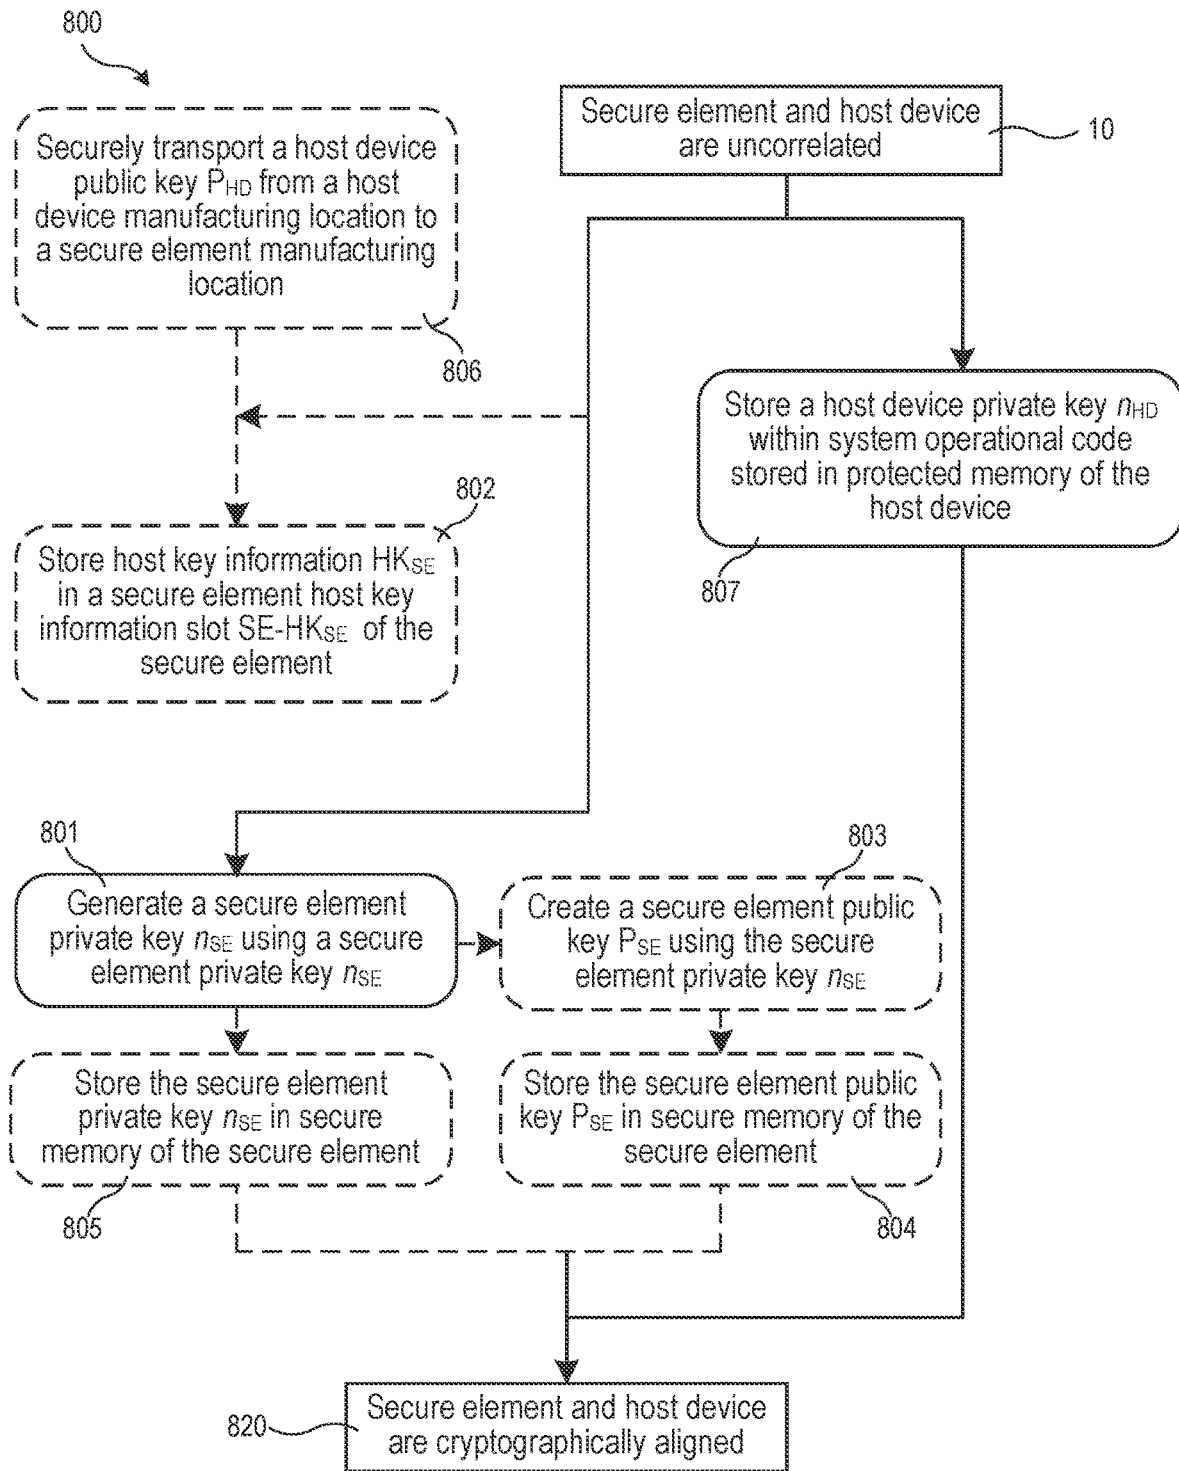 800
Secure element and host device
are uncorrelated
10
Securely transport a host device
public key PHD from a host
device manufacturing location to
a secure element manufacturing
location
806
Store a host device private key nHD
within system operational code
stored in protected memory of the
host device
807
802
Store host key information HKSE
in a secure element host key
information slot SE-HKSE of the
secure element
801
Generate a secure element
private key nSE using a secure
element private key nSE
803
Create a secure element public
key PSE using the secure
element private key nSE
Store the secure element
private key nSE in secure
memory of the secure element
805
Store the secure element public
key PSE in secure memory of the
secure element
804
820
Secure element and host device
are cryptographically aligned